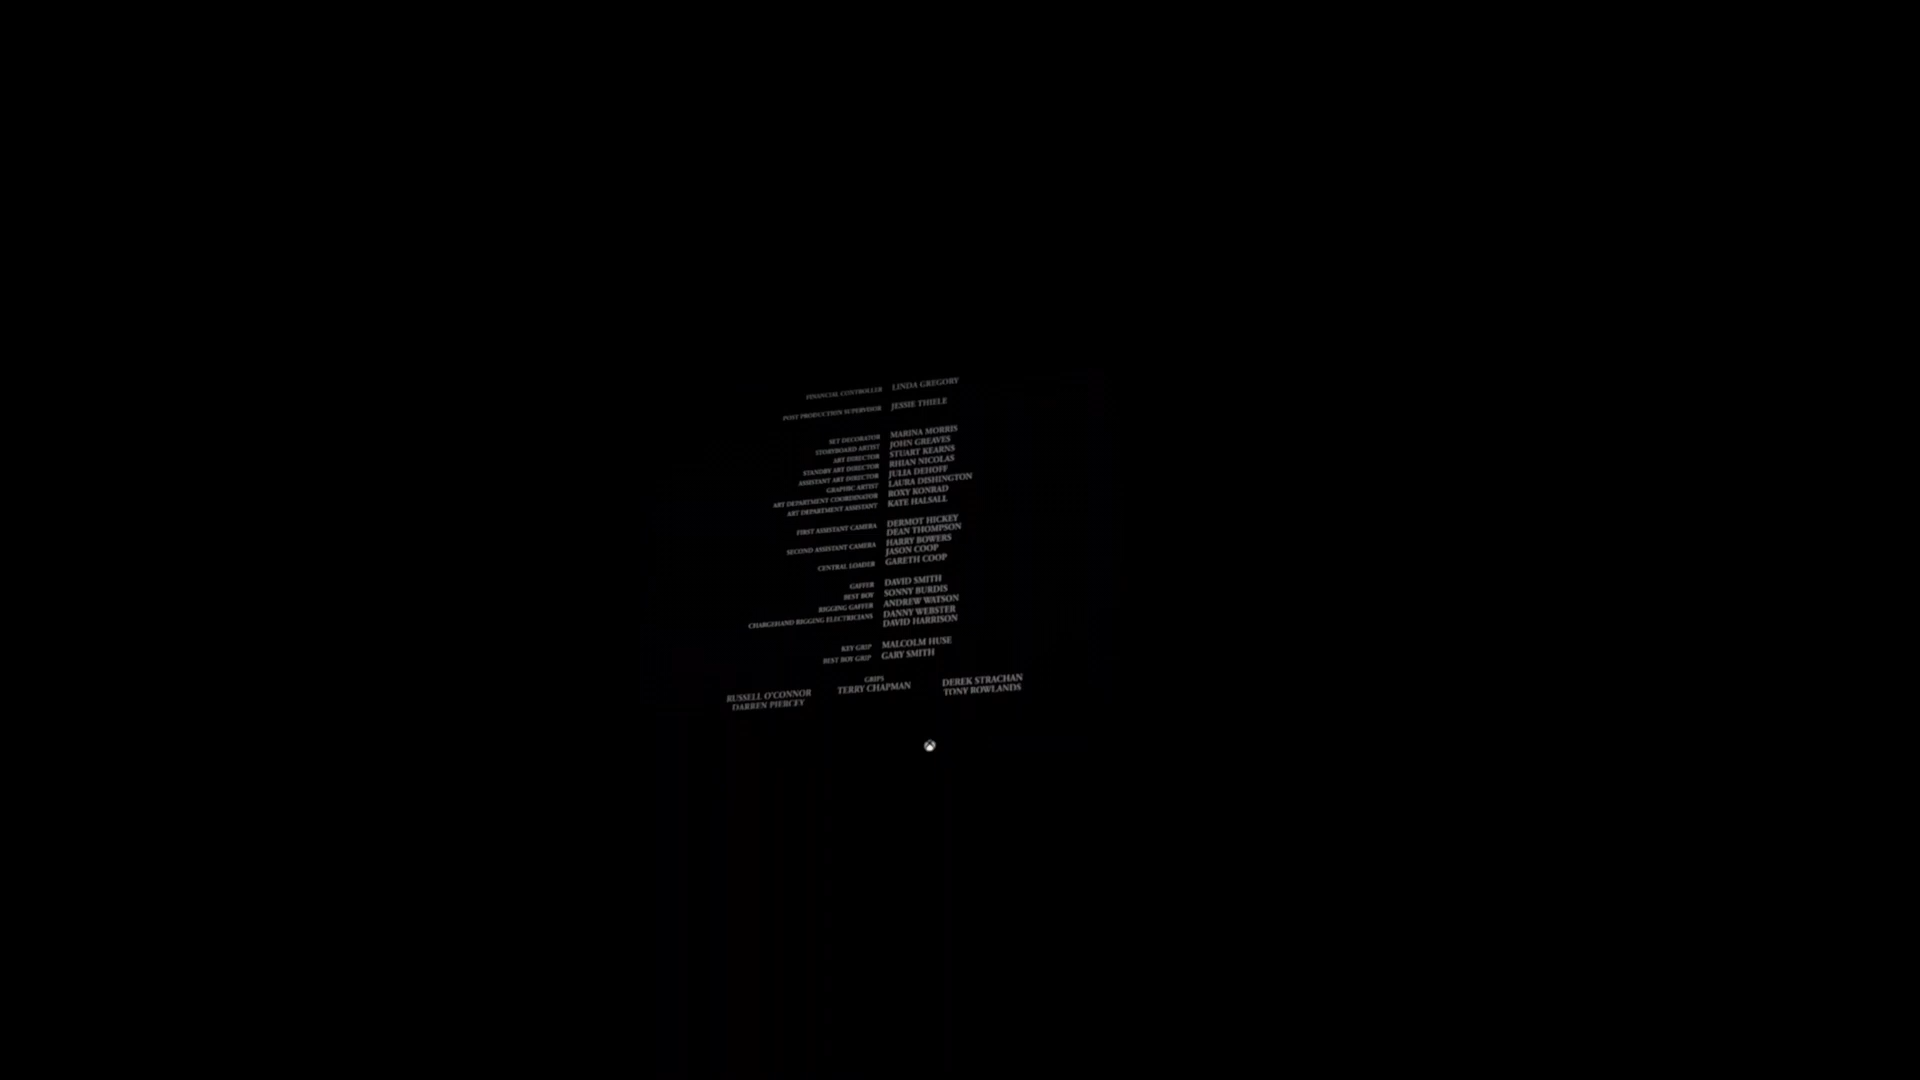 FINANCIAL CONTROLLER LINDA GREGORY
POST PRODUCTION SUPERVISOR JESSIE THIELE
SET DECORATOR MARINA MORRIS
STORYBOARD ARTIST JOHN GREAVES
ART DIRECTOR STUART KEARNS
STANDBY ART DIRECTOR RHIAN NICOLAS
ASSISTANT ART DIRECTOR JULIA DEHOFF
GRAPHIC ARTIST LAURA DISHINGTON
ART DEPARTMENT COORDINATOR ROXY KONRAD
ART DEPARTMENT ASSISTANT KATE HALSALL
FIRST ASSISTANT CAMERA DERMOT HICKEY
DEAN THOMPSON
SECOND ASSISTANT CAMERA HARRY BOWERS
JASON COOP
CENTRAL LOADER GARETH COOP
GAFFER DAVID SMITH
BEST BOY SONNY BURDIS
RIGGING GAFFER ANDREW WATSON
CHARGEHAND RIGGING ELECTRICIANS DANNY WEBSTER
DAVID HARRISON
KEY GRIP MALCOLM HUSE
BEST BOY GRIP GARY SMITH
GRIPS
RUSSELL O'CONNOR TERRY CHAPMAN DEREK STRACHAN
DARREN PIERCEY TONY ROWLANDS